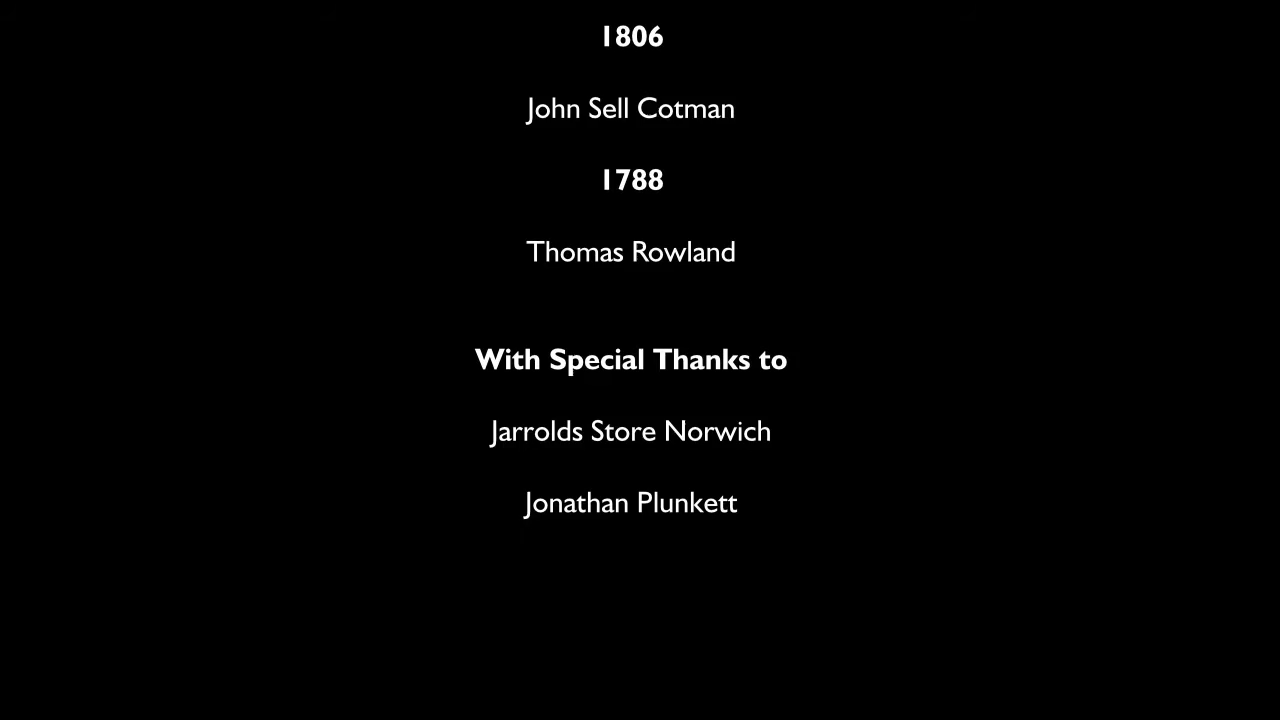 1806
John Sell Cotman
1788
Thomas Rowland
With Special Thanks to
Jarrolds Store Norwich
Jonathan Plunkett